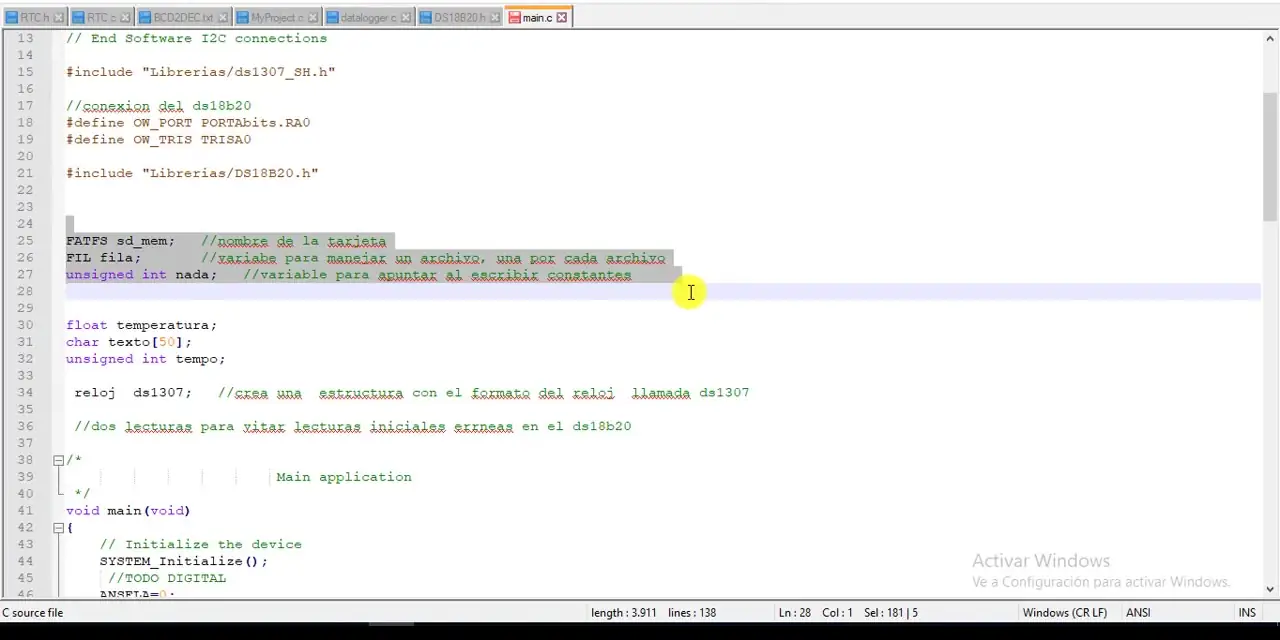 RTC.h RTC.c BCD2DEC.txt MyProject.c datalogger.c DS18B20.h main.c
13 // End Software I2C connections
14
15 #include "Librerias/ds1307_SH.h"
16
17 //conexion del ds18b20
18 #define OW_PORT PORTAbits.RA0
19 #define OW_TRIS TRISA0
20
21 #include "Librerias/DS18B20.h"
22
23
24
25 FATFS sd_mem; //nombre de la tarjeta
26 FIL fila; //variabe para manejar un archivo, una por cada archivo
27 unsigned int nada; //variable para apuntar al escribir constantes
28
29
30 float temperatura;
31 char texto[50];
32 unsigned int tempo;
33
34 reloj ds1307; //crea una estructura con el formato del reloj llamada ds1307
35
36 //dos lecturas para vitar lecturas iniciales errneas en el ds18b20
37
38 /*
39 Main application
40 */
41 void main(void)
42 {
43 // Initialize the device
44 SYSTEM_Initialize();
45 //TODO DIGITAL
46 ANSELA=0;
Activar Windows
Ve a Configuración para activar Windows.
C source file length : 3.911 lines : 138 Ln : 28 Col : 1 Sel : 181 | 5 Windows (CR LF) ANSI INS